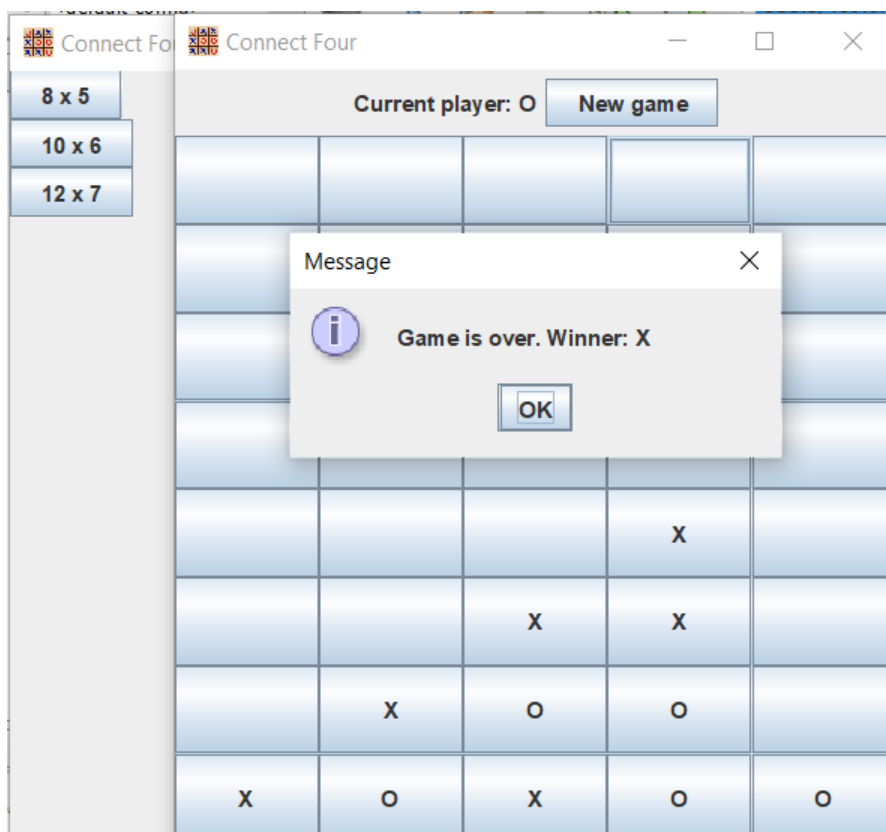 Connect Fou
Connect Four
8 x 5
10 x 6
12 x 7
Current player: O
New game
Message
i
Game is over. Winner: X
OK
X
X X
X O O
X O X O O